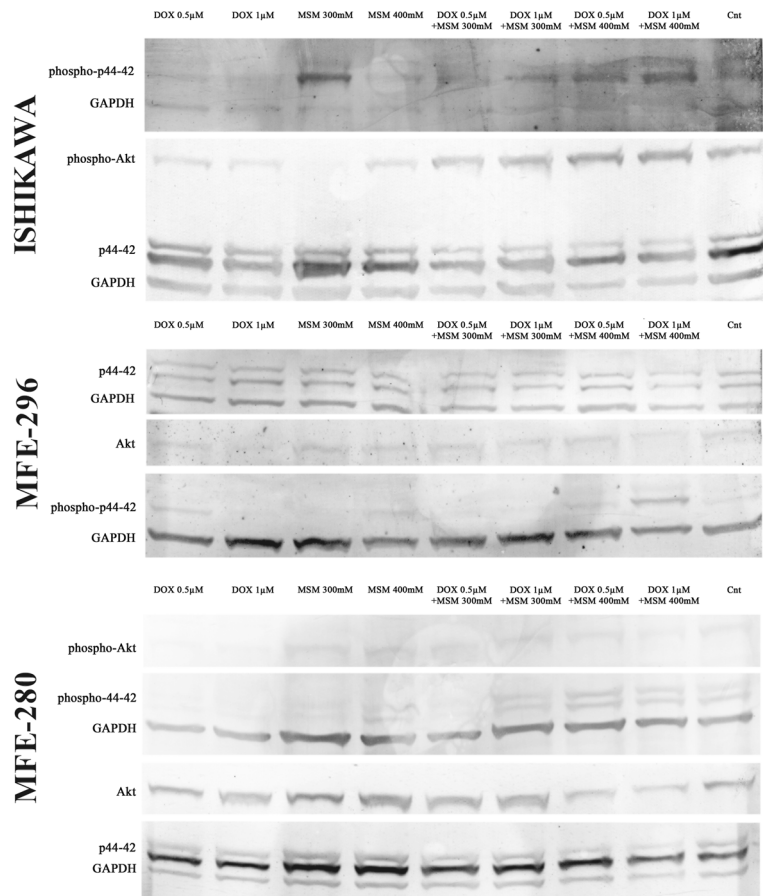 DOX 0.5µM DOX 1µM MSM 300mM MSM 400mM DOX 0.5µM DOX 1µM DOX 0.5µM DOX 1µM Cnt
+MSM 300mM +MSM 300mM +MSM 400mM +MSM 400mM
ISHIKAWA
phospho-p44-42
GAPDH
phospho-Akt
p44-42
GAPDH
DOX 0.5µM DOX 1µM MSM 300mM MSM 400mM DOX 0.5µM DOX 1µM DOX 0.5µM DOX 1µM Cnt
+MSM 300mM +MSM 300mM +MSM 400mM +MSM 400mM
MFE-296
p44-42
GAPDH
Akt
phospho-p44-42
GAPDH
DOX 0.5µM DOX 1µM MSM 300mM MSM 400mM DOX 0.5µM DOX 1µM DOX 0.5µM DOX 1µM Cnt
+MSM 300mM +MSM 300mM +MSM 400mM +MSM 400mM
MFE-280
phospho-Akt
phospho-44-42
GAPDH
Akt
p44-42
GAPDH